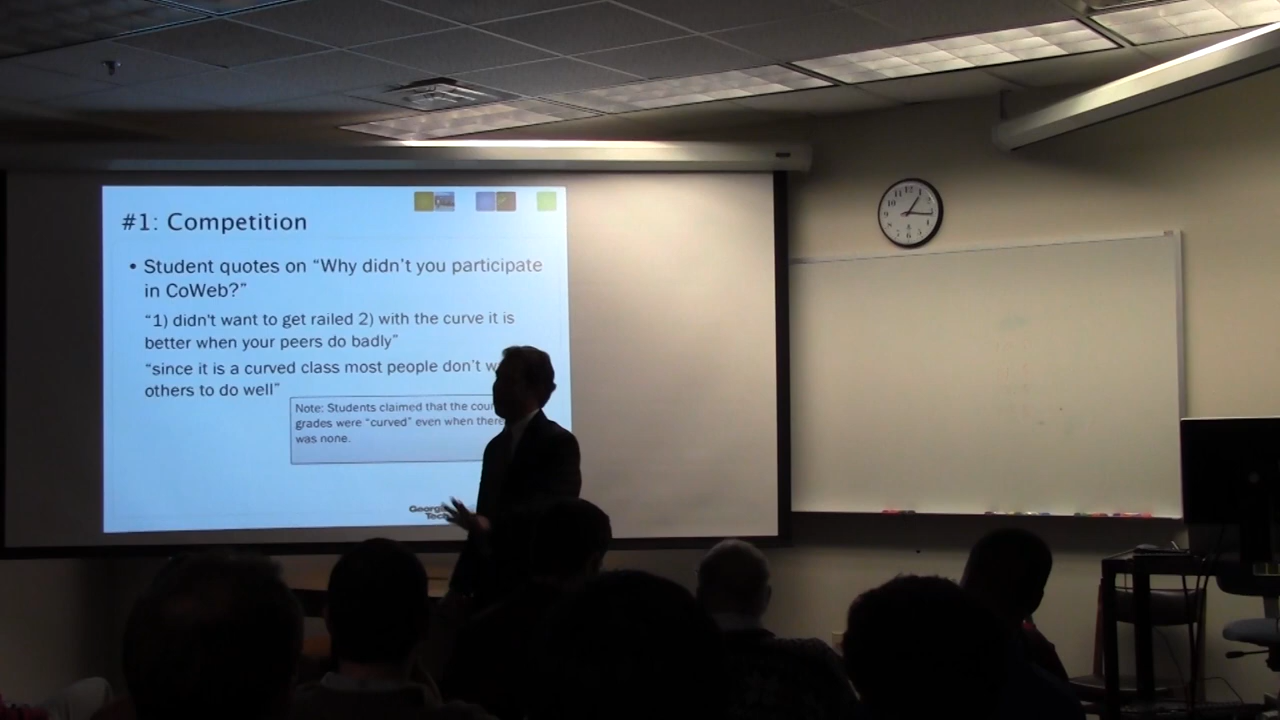 #1: Competition
• Student quotes on “Why didn’t you participate
in CoWeb?”
“1) didn't want to get railed 2) with the curve it is
better when your peers do badly”
“since it is a curved class most people don’t
others to do well”
Note: Students claimed that the
grades were “curved” even when there
was none.
Georgia
Tech